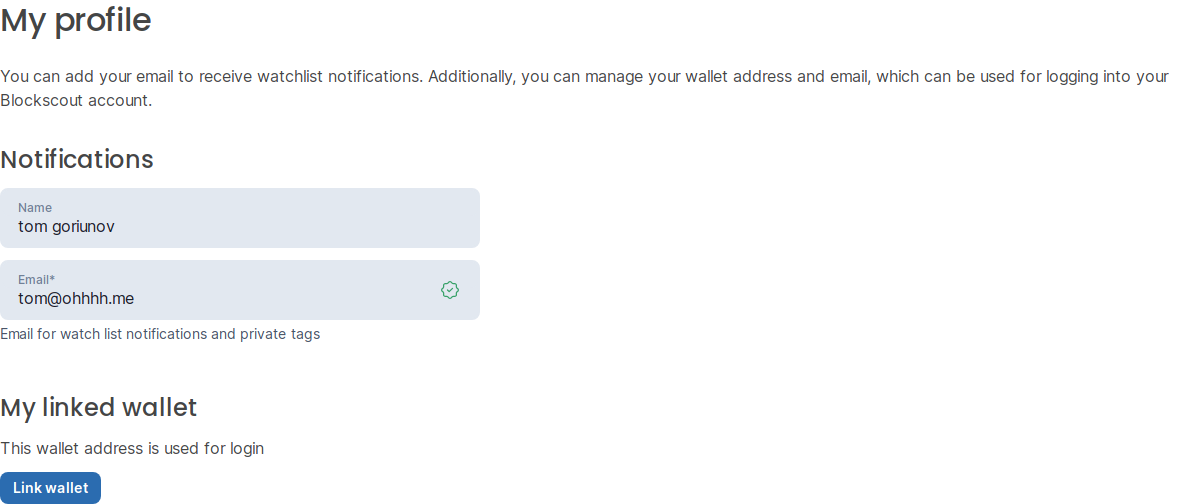 My profile
You can add your email to receive watchlist notifications. Additionally, you can manage your wallet address and email, which can be used for logging into your
Blockscout account.
Notifications
Name
tom goriunov
Email*
tom@ohhhh.me
Email for watch list notifications and private tags
My linked wallet
This wallet address is used for login
Link wallet